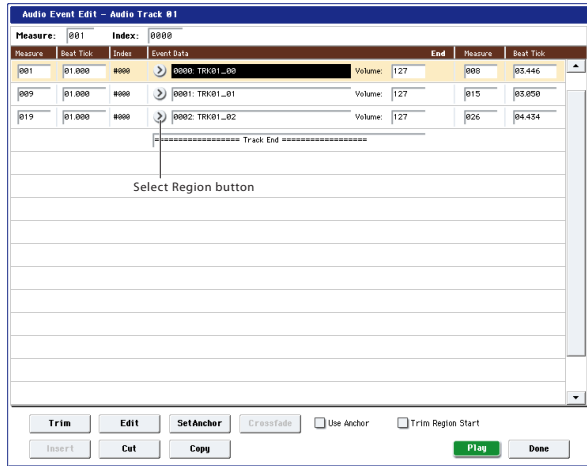 Audio Event Edit – Audio Track 01
Measure: 001 Index: 0000
Measure Beat Tick Index Event Data End Measure Beat Tick
001 01.000 #000 0000: TRK01_00 Volume: 127 008 03.446
009 01.000 #000 0001: TRK01_01 Volume: 127 015 03.050
019 01.000 #000 0002: TRK01_02 Volume: 127 026 04.434
================== Track End ==================
Select Region button
Trim Edit SetAnchor Crossfade Use Anchor Trim Region Start
Insert Cut Copy Play Done